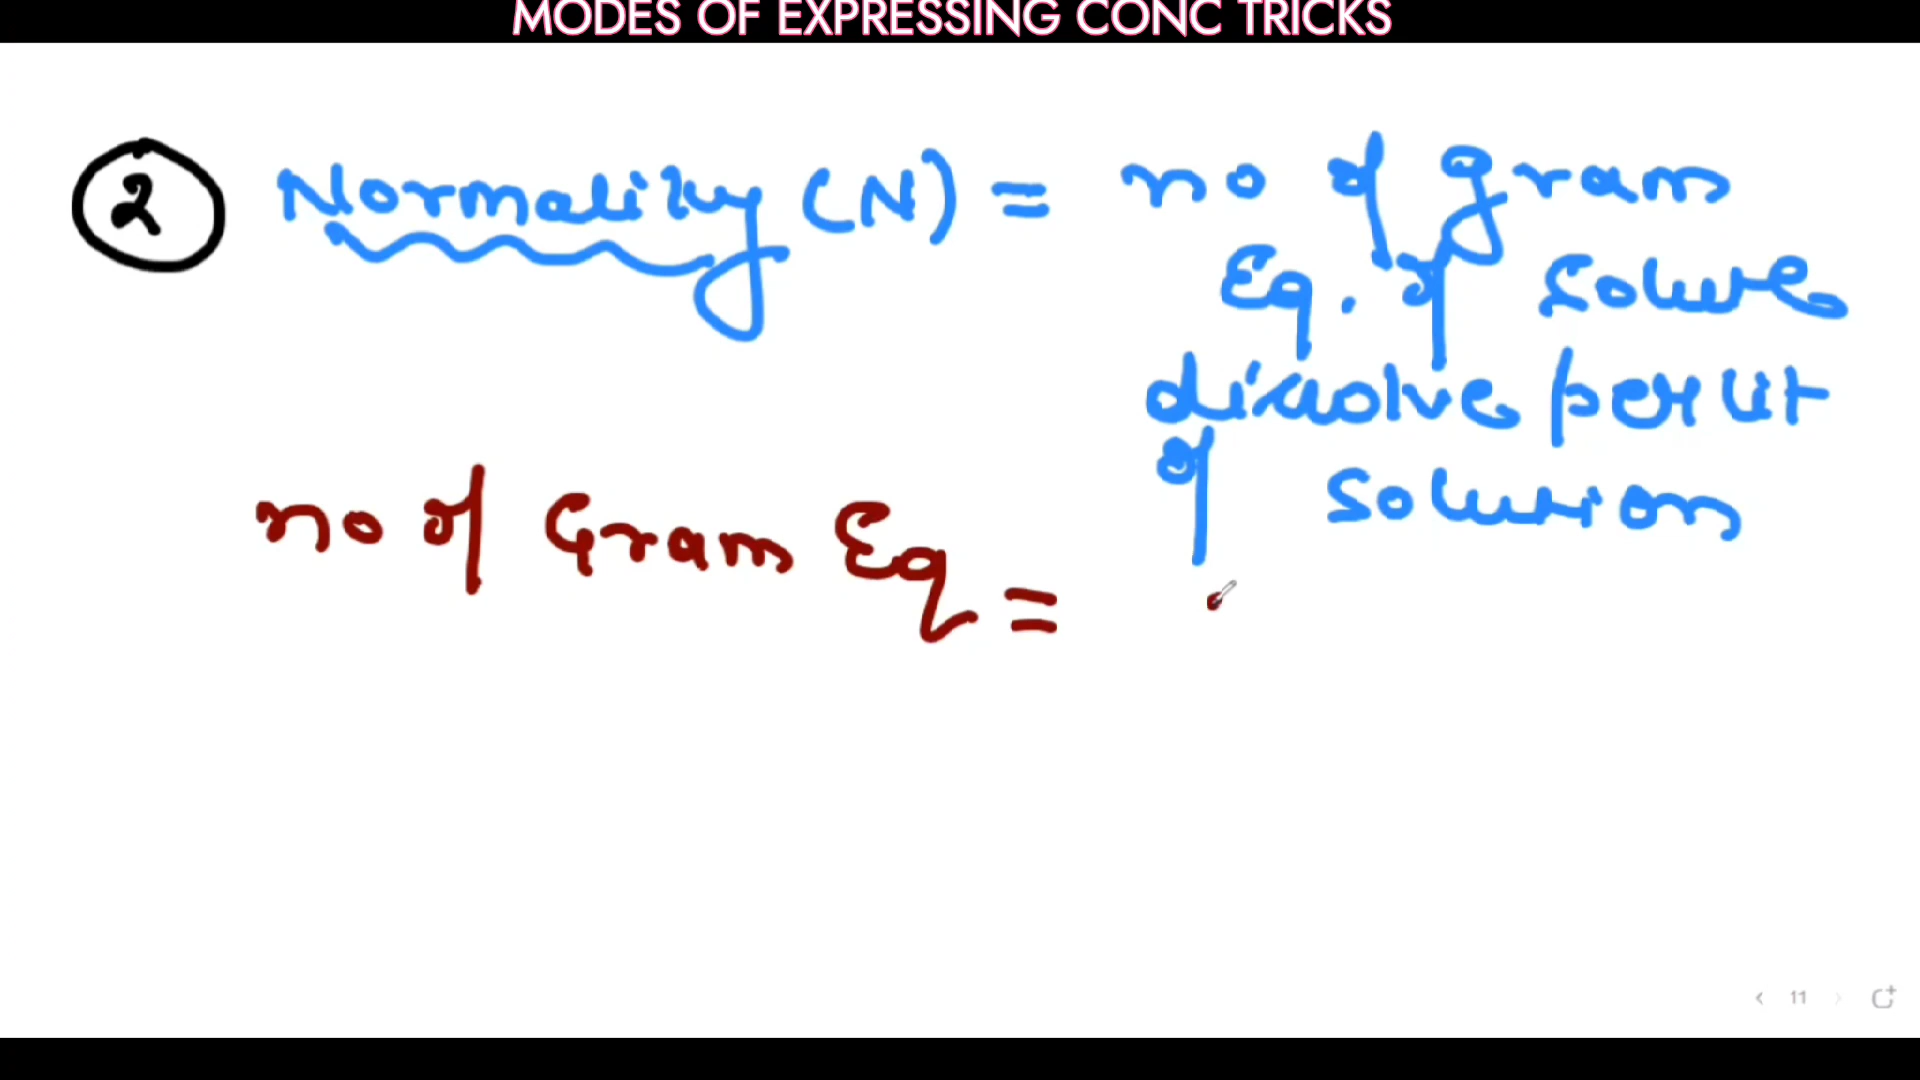 MODES OF EXPRESSING CONC TRICKS
2 Normality (N) = no of gram
Eq. of solute
dissolve per lit
of solution
no of Gram Eq =
11